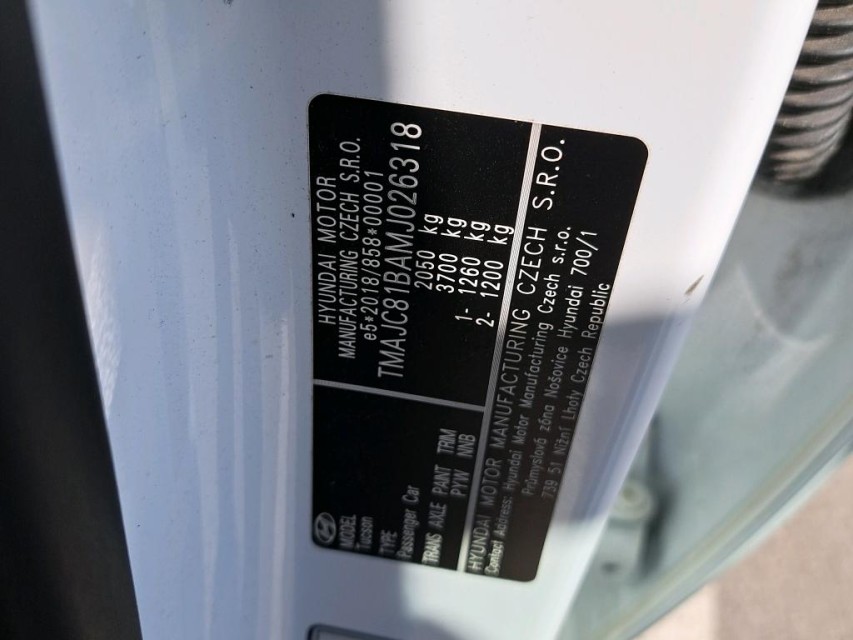 HYUNDAI MOTOR
MANUFACTURING CZECH S.R.O.
e5*2018/858*00001
TMAJC81BAMJ026318
2050 kg
3700 kg
1- 1260 kg
2- 1200 kg
MODEL
Tucson
TYPE
Passenger Car
TRANS AXLE PAINT TRIM
PYW NNB
HYUNDAI MOTOR MANUFACTURING CZECH S.R.O.
Contact Address: Hyundai Motor Manufacturing Czech s.r.o.
Průmyslová zóna Nošovice Hyundai 700/1
739 51 Nižní Lhoty Czech Republic